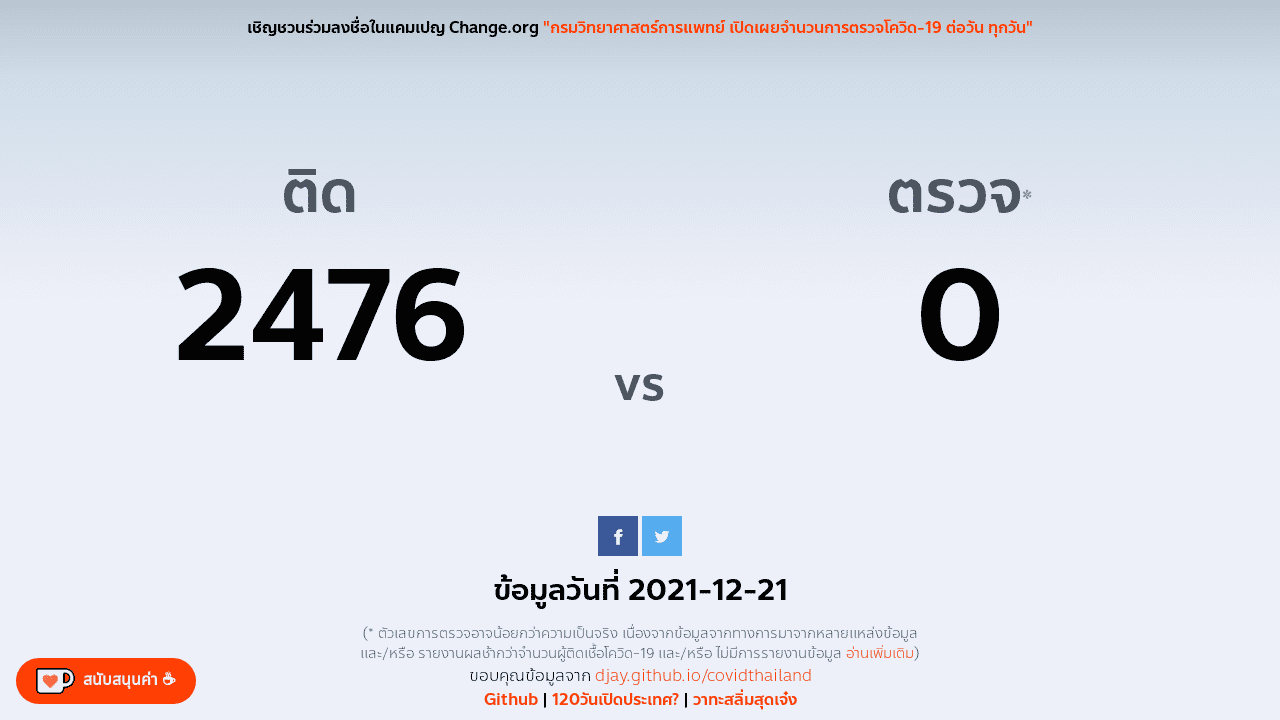 เชิญชวนร่วมลงชื่อในแคมเปญ Change.org "กรมวิทยาศาสตร์การแพทย์ เปิดเผยจำนวนการตรวจโควิด-19 ต่อวัน ทุกวัน"
ติด
2476
vs
ตรวจ*
0
ข้อมูลวันที่ 2021-12-21
(* ตัวเลขการตรวจอาจน้อยกว่าความเป็นจริง เนื่องจากข้อมูลจากทางการมาจากหลายแหล่งข้อมูล
และ/หรือ รายงานผลช้ากว่าจำนวนผู้ติดเชื้อโควิด-19 และ/หรือ ไม่มีการรายงานข้อมูล อ่านเพิ่มเติม)
ขอบคุณข้อมูลจาก djay.github.io/covidthailand
Github | 120วันเปิดประเทศ? | วาทะสลิ่มสุดเจ๋ง
สนับสนุนค่า ☕